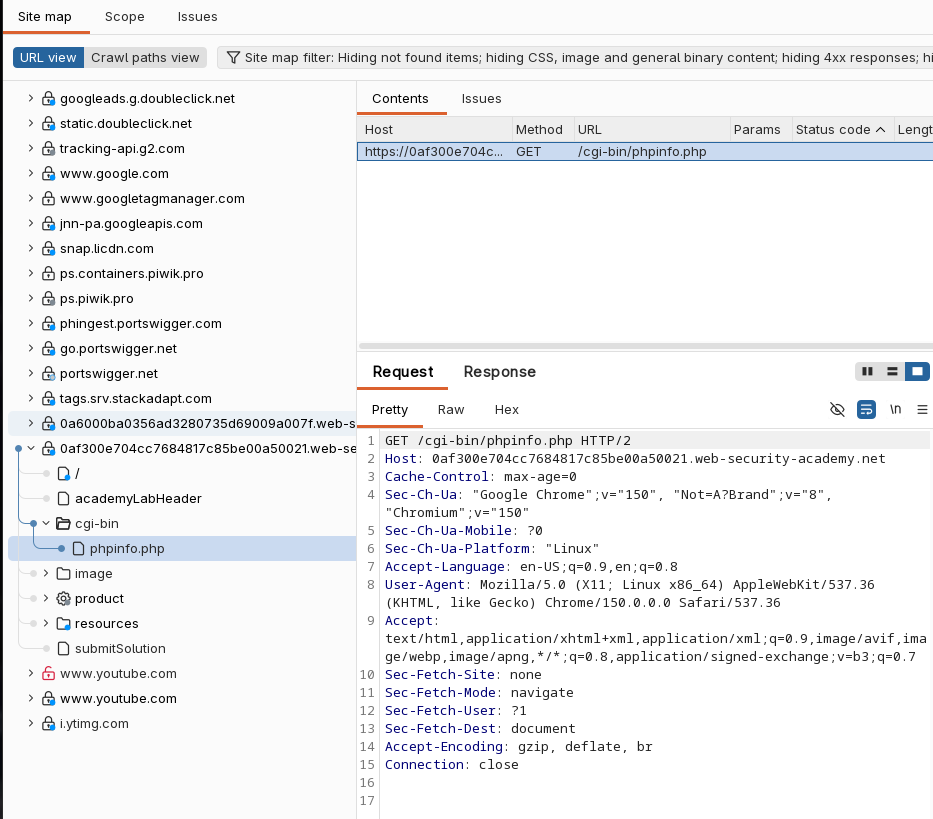 Site map Scope Issues
URL view Crawl paths view Site map filter: Hiding not found items; hiding CSS, image and general binary content; hiding 4xx responses; hi
googleads.g.doubleclick.net
static.doubleclick.net
tracking-api.g2.com
www.google.com
www.googletagmanager.com
jnn-pa.googleapis.com
snap.licdn.com
ps.containers.piwik.pro
ps.piwik.pro
phingest.portswigger.com
go.portswigger.net
portswigger.net
tags.srv.stackadapt.com
0a6000ba0356ad3280735d69009a007f.web-s
0af300e704cc7684817c85be00a50021.web-se
/
academyLabHeader
cgi-bin
phpinfo.php
image
product
resources
submitSolution
www.youtube.com
www.youtube.com
i.ytimg.com
Contents Issues
Host Method URL Params Status code Lengt
https://0af300e704c... GET /cgi-bin/phpinfo.php
Request Response
Pretty Raw Hex \n
1 GET /cgi-bin/phpinfo.php HTTP/2
2 Host: 0af300e704cc7684817c85be00a50021.web-security-academy.net
3 Cache-Control: max-age=0
4 Sec-Ch-Ua: "Google Chrome";v="150", "Not=A?Brand";v="8",
"Chromium";v="150"
5 Sec-Ch-Ua-Mobile: ?0
6 Sec-Ch-Ua-Platform: "Linux"
7 Accept-Language: en-US;q=0.9,en;q=0.8
8 User-Agent: Mozilla/5.0 (X11; Linux x86_64) AppleWebKit/537.36
(KHTML, like Gecko) Chrome/150.0.0.0 Safari/537.36
9 Accept:
text/html,application/xhtml+xml,application/xml;q=0.9,image/avif,ima
ge/webp,image/apng,*/*;q=0.8,application/signed-exchange;v=b3;q=0.7
10 Sec-Fetch-Site: none
11 Sec-Fetch-Mode: navigate
12 Sec-Fetch-User: ?1
13 Sec-Fetch-Dest: document
14 Accept-Encoding: gzip, deflate, br
15 Connection: close
16
17